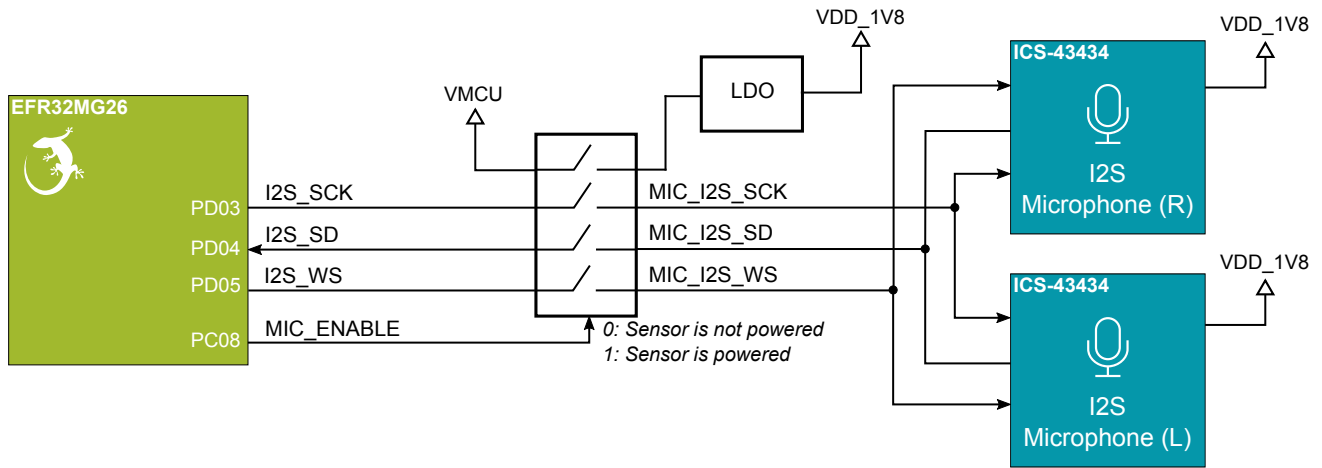 VDD_1V8
VDD_1V8
ICS-43434
LDO
VMCU
EFR32MG26
I2S
Microphone (R)
PD03
I2S_SCK
MIC_I2S_SCK
PD04
I2S_SD
MIC_I2S_SD
PD05
I2S_WS
MIC_I2S_WS
VDD_1V8
ICS-43434
PC08
MIC_ENABLE
0: Sensor is not powered
1: Sensor is powered
I2S
Microphone (L)